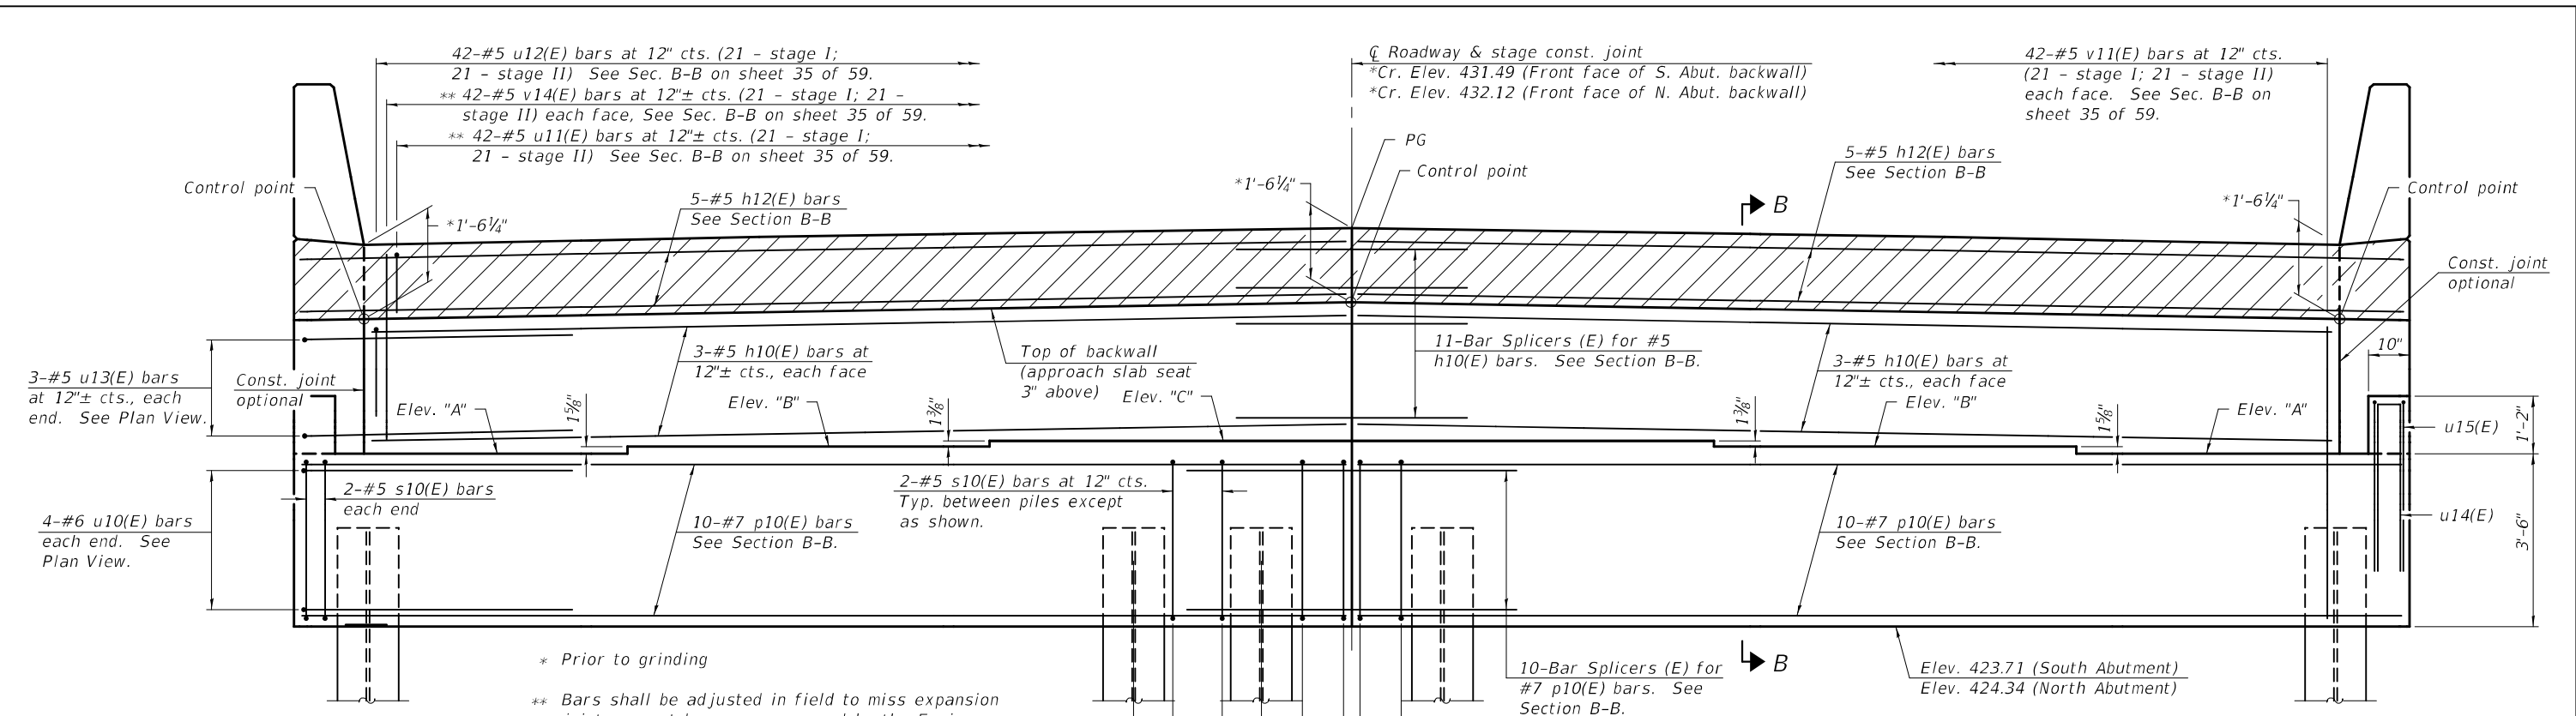 42-#5 u12(E) bars at 12" cts. (21 - stage I;
21 - stage II) See Sec. B-B on sheet 35 of 59.
** 42-#5 v14(E) bars at 12"± cts. (21 - stage I; 21 -
stage II) each face, See Sec. B-B on sheet 35 of 59.
** 42-#5 u11(E) bars at 12"± cts. (21 - stage I;
21 - stage II) See Sec. B-B on sheet 35 of 59.
℄ Roadway & stage const. joint
*Cr. Elev. 431.49 (Front face of S. Abut. backwall)
*Cr. Elev. 432.12 (Front face of N. Abut. backwall)
42-#5 v11(E) bars at 12" cts.
(21 - stage I; 21 - stage II)
each face. See Sec. B-B on
sheet 35 of 59.
PG
Control point
Control point
5-#5 h12(E) bars
See Section B-B
*1'-6¼"
5-#5 h12(E) bars
See Section B-B
*1'-6¼"
B
*1'-6¼"
Control point
Const. joint
optional
3-#5 u13(E) bars
at 12"± cts., each
end. See Plan View.
Const. joint
optional
3-#5 h10(E) bars at
12"± cts., each face
Top of backwall
(approach slab seat
3" above)
11-Bar Splicers (E) for #5
h10(E) bars. See Section B-B.
3-#5 h10(E) bars at
12"± cts., each face
10"
Elev. "A"
1⅝"
Elev. "B"
1⅜"
Elev. "C"
1⅜"
Elev. "B"
1⅝"
Elev. "A"
u15(E)
1'-2"
2-#5 s10(E) bars
each end
2-#5 s10(E) bars at 12" cts.
Typ. between piles except
as shown.
4-#6 u10(E) bars
each end. See
Plan View.
10-#7 p10(E) bars
See Section B-B.
10-#7 p10(E) bars
See Section B-B.
u14(E)
3'-6"
* Prior to grinding
** Bars shall be adjusted in field to miss expansion
B
10-Bar Splicers (E) for
#7 p10(E) bars. See
Section B-B.
Elev. 423.71 (South Abutment)
Elev. 424.34 (North Abutment)